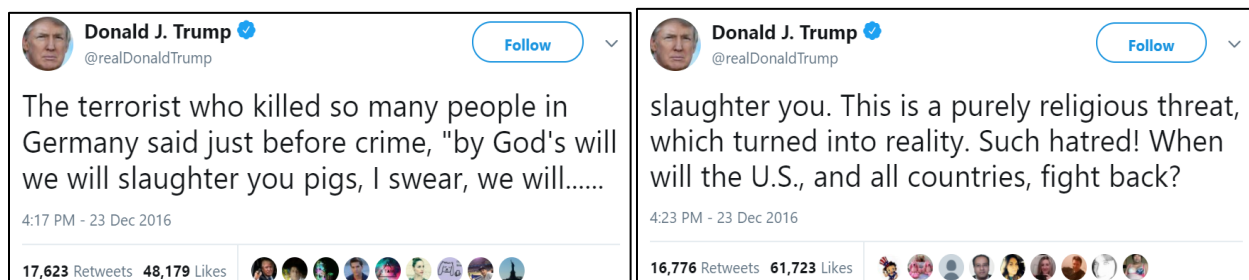 Donald J. Trump
@realDonaldTrump
Follow
The terrorist who killed so many people in
Germany said just before crime, "by God's will
we will slaughter you pigs, I swear, we will......
4:17 PM - 23 Dec 2016
17,623 Retweets 48,179 Likes
Donald J. Trump
@realDonaldTrump
Follow
slaughter you. This is a purely religious threat,
which turned into reality. Such hatred! When
will the U.S., and all countries, fight back?
4:23 PM - 23 Dec 2016
16,776 Retweets 61,723 Likes